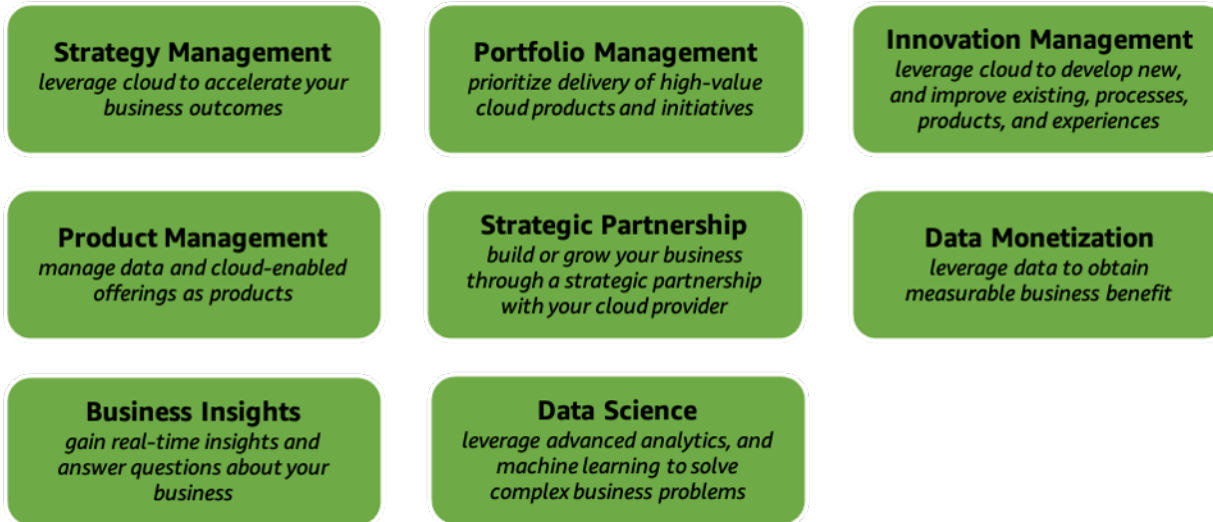 Strategy Management
leverage cloud to accelerate your
business outcomes
Portfolio Management
prioritize delivery of high-value
cloud products and initiatives
Innovation Management
leverage cloud to develop new,
and improve existing, processes,
products, and experiences
Product Management
manage data and cloud-enabled
offerings as products
Strategic Partnership
build or grow your business
through a strategic partnership
with your cloud provider
Data Monetization
leverage data to obtain
measurable business benefit
Business Insights
gain real-time insights and
answer questions about your
business
Data Science
leverage advanced analytics, and
machine learning to solve
complex business problems